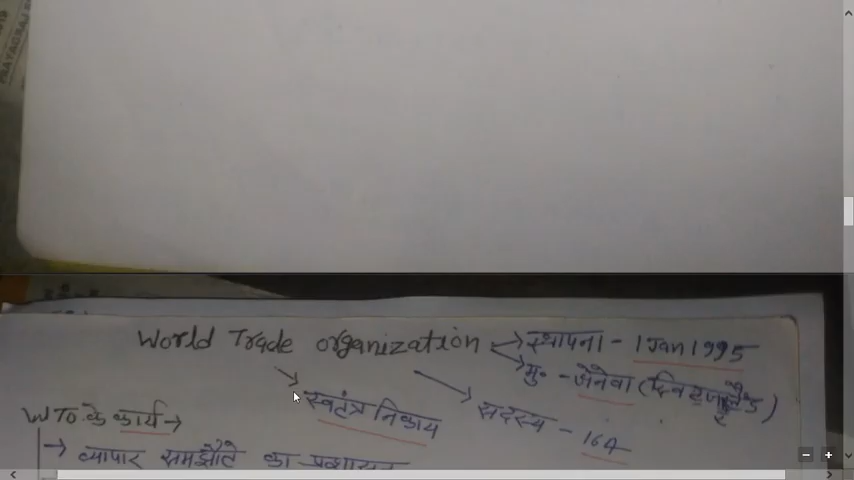 World Trade organization → स्थापना - 1 Jan 1995
→ मु॰ - जेनेवा (स्विट्जरलैंड)
→ स्वतंत्र निकाय
→ सदस्य - 164
WTO के कार्य →
→ व्यापार समझौते का प्रशासन